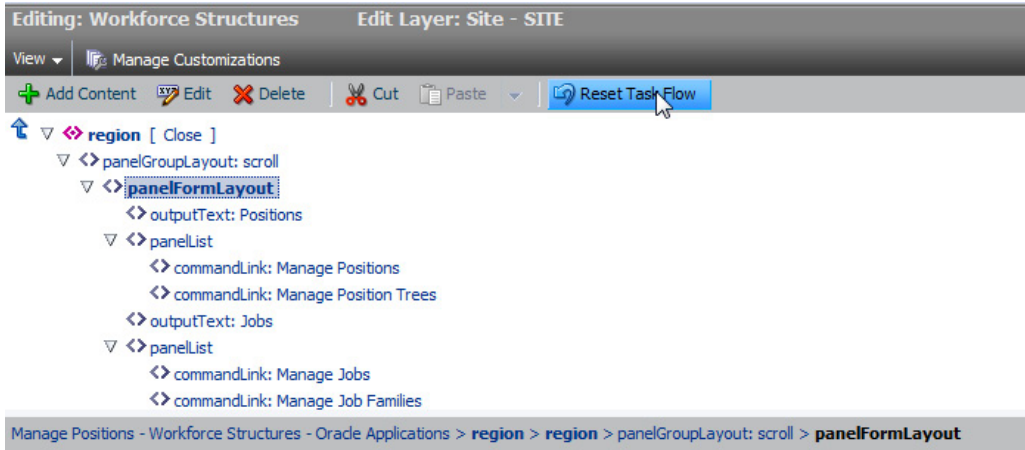 Editing: Workforce Structures Edit Layer: Site - SITE
View Manage Customizations
Add Content Edit Delete Cut Paste Reset Task Flow
region [ Close ]
panelGroupLayout: scroll
panelFormLayout
outputText: Positions
panelList
commandLink: Manage Positions
commandLink: Manage Position Trees
outputText: Jobs
panelList
commandLink: Manage Jobs
commandLink: Manage Job Families
Manage Positions - Workforce Structures - Oracle Applications > region > region > panelGroupLayout: scroll > panelFormLayout